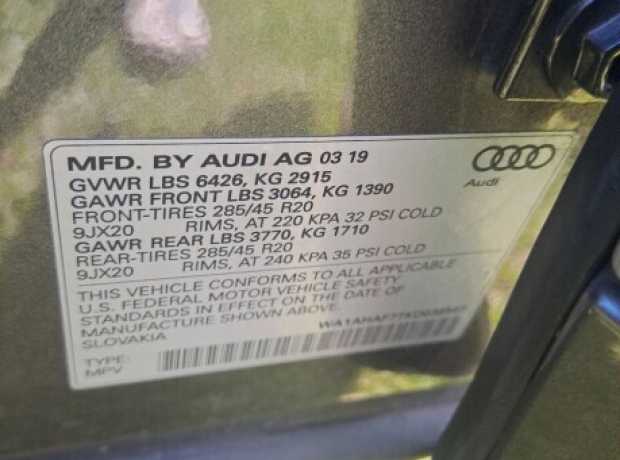 MFD. BY AUDI AG 03 19
GVWR LBS 6426, KG 2915
GAWR FRONT LBS 3064, KG 1390
FRONT-TIRES 285/45 R20
9JX20 RIMS, AT 220 KPA 32 PSI COLD
GAWR REAR LBS 3770, KG 1710
REAR-TIRES 285/45 R20
9JX20 RIMS, AT 240 KPA 35 PSI COLD
THIS VEHICLE CONFORMS TO ALL APPLICABLE
U.S. FEDERAL MOTOR VEHICLE SAFETY
STANDARDS IN EFFECT ON THE DATE OF
MANUFACTURE SHOWN ABOVE.
SLOVAKIA
TYPE:
MPV
Audi